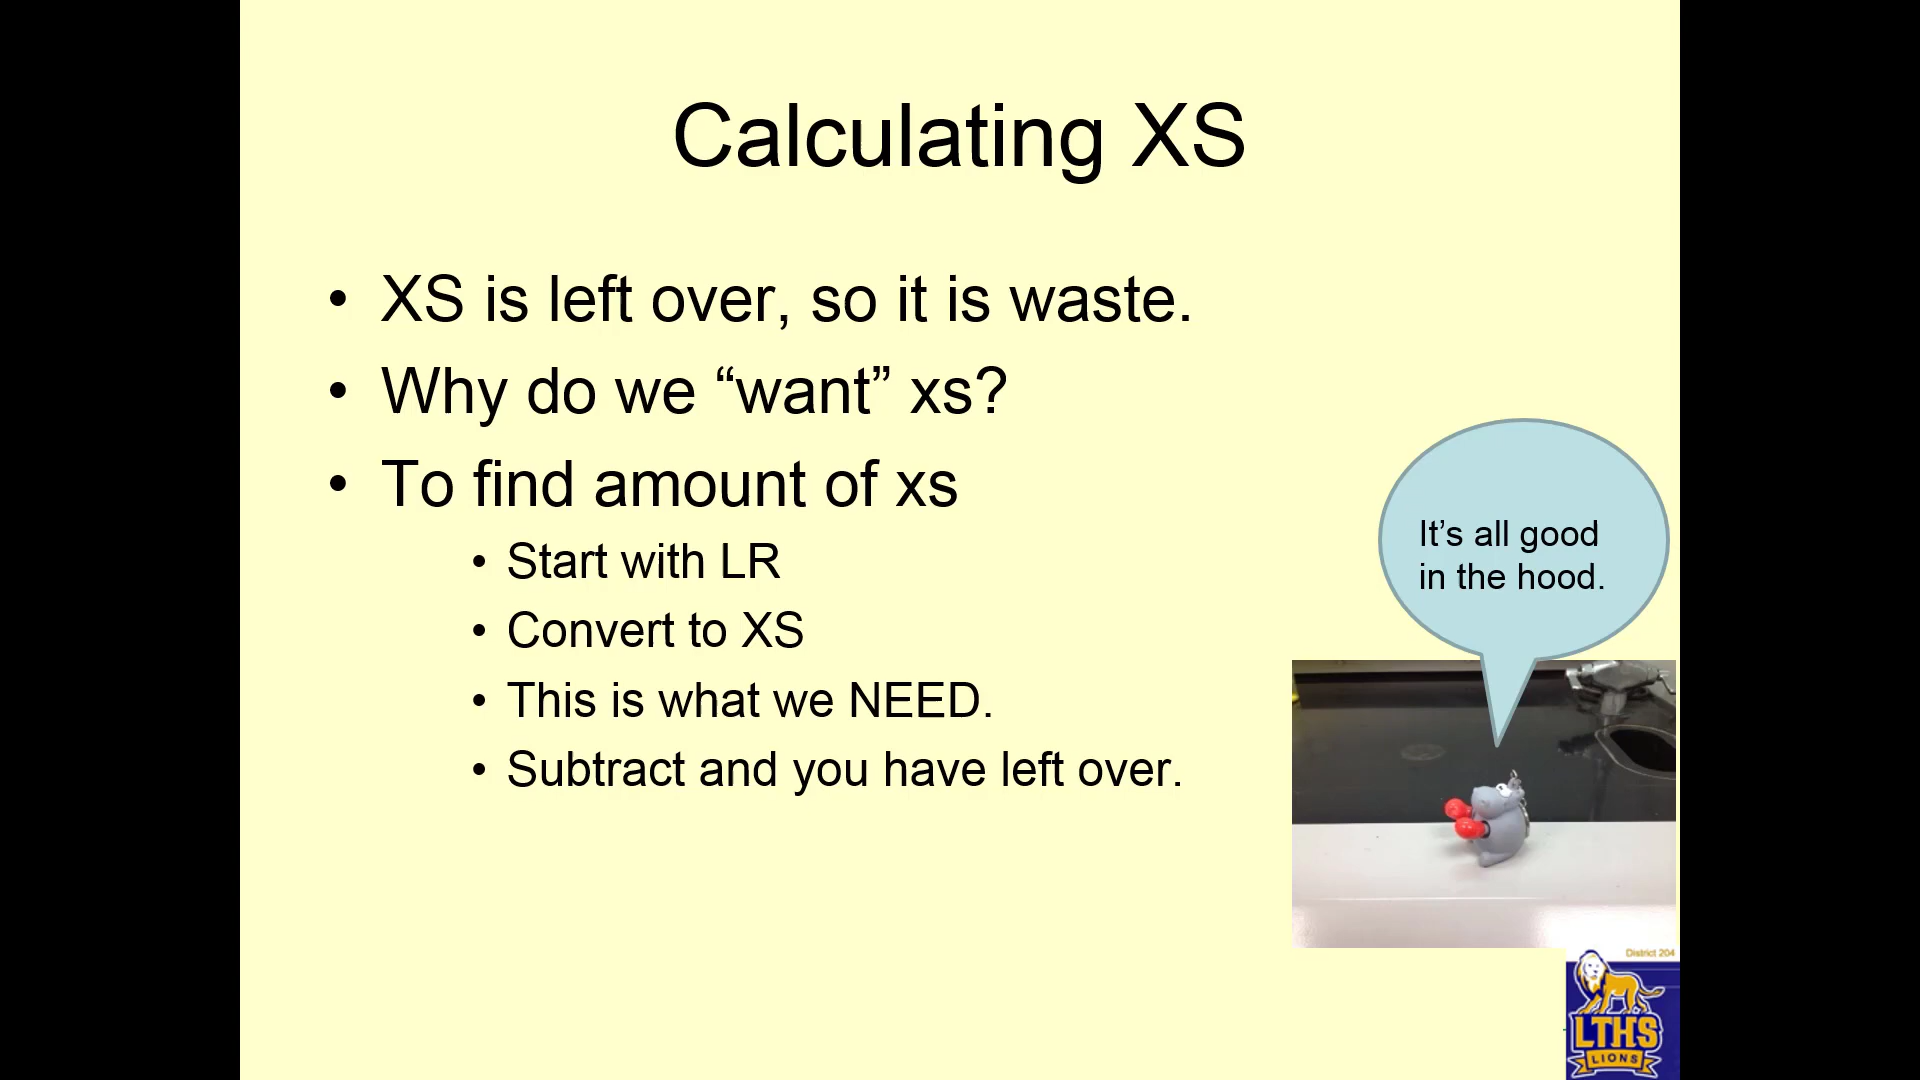 Calculating XS
• XS is left over, so it is waste.
• Why do we “want” xs?
• To find amount of xs
• Start with LR
• Convert to XS
• This is what we NEED.
• Subtract and you have left over.
It’s all good
in the hood.
District 204
LTHS
LIONS